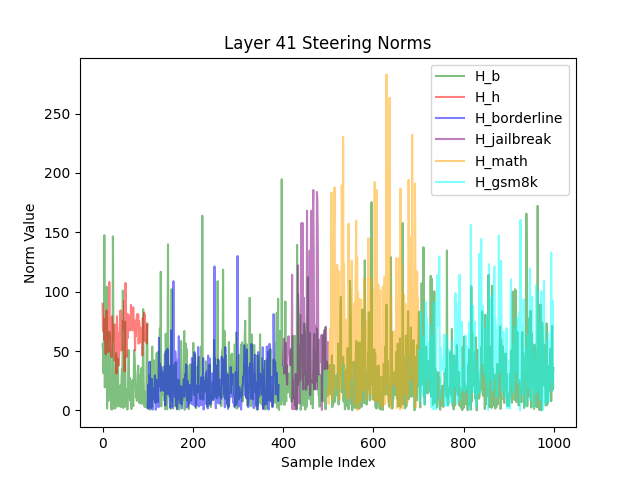 Layer 41 Steering Norms
Norm Value
250
200
150
100
50
0
0
200
400
600
800
1000
Sample Index
H_b
H_h
H_borderline
H_jailbreak
H_math
H_gsm8k